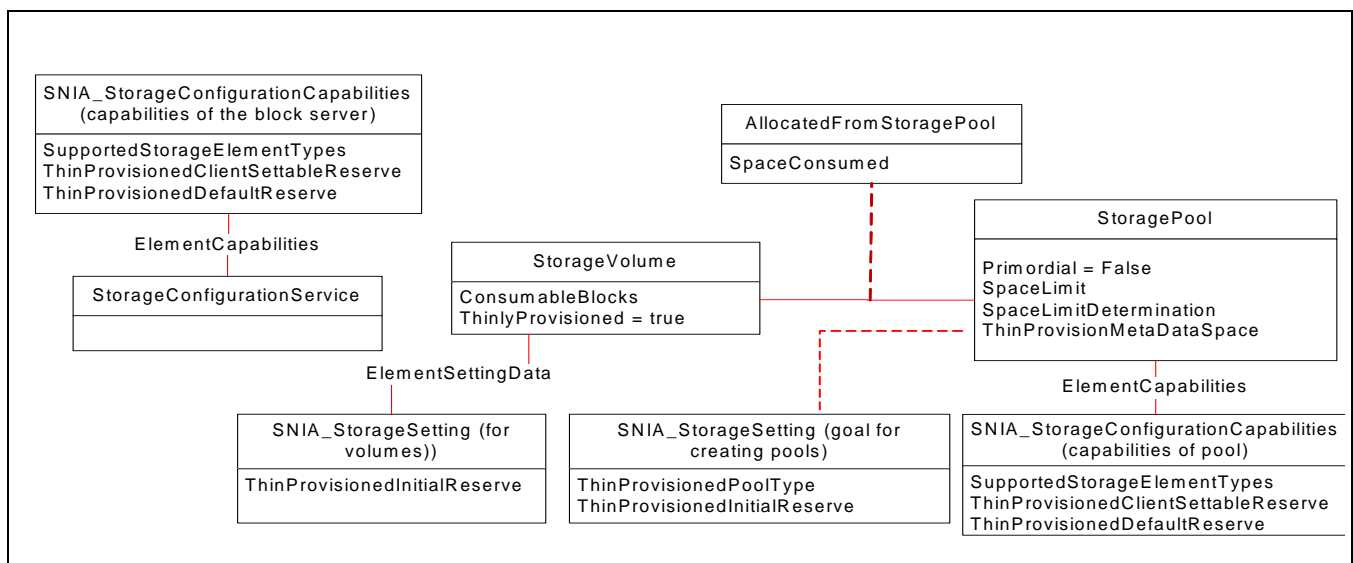 SNIA_StorageConfigurationCapabilities
(capabilities of the block server)
SupportedStorageElementTypes
ThinProvisionedClientSettableReserve
ThinProvisionedDefaultReserve
ElementCapabilities
StorageConfigurationService
AllocatedFromStoragePool
SpaceConsumed
StorageVolume
ConsumableBlocks
ThinlyProvisioned = true
StoragePool
Primordial = False
SpaceLimit
SpaceLimitDetermination
ThinProvisionMetaDataSpace
ElementSettingData
ElementCapabilities
SNIA_StorageSetting (for
volumes))
ThinProvisionedInitialReserve
SNIA_StorageSetting (goal for
creating pools)
ThinProvisionedPoolType
ThinProvisionedInitialReserve
SNIA_StorageConfigurationCapabilities
(capabilities of pool)
SupportedStorageElementTypes
ThinProvisionedClientSettableReserve
ThinProvisionedDefaultReserve